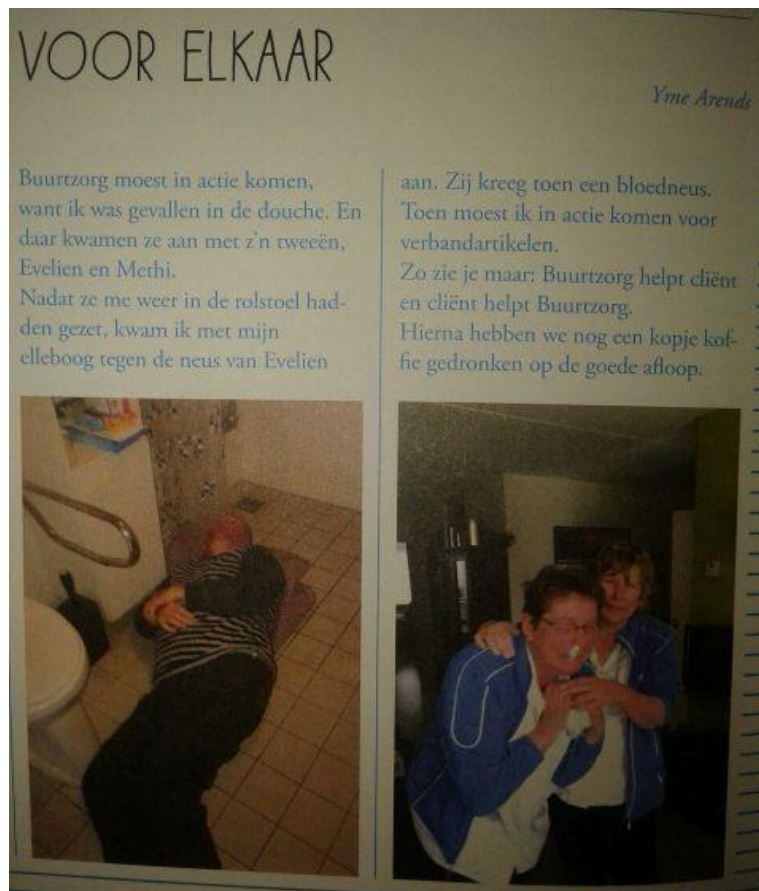 VOOR ELKAAR
Yme Arends
Buurtzorg moest in actie komen,
want ik was gevallen in de douche. En
daar kwamen ze aan met z'n tweeën,
Evelien en Methi.
Nadat ze me weer in de rolstoel had-
den gezet, kwam ik met mijn
elleboog tegen de neus van Evelien
aan. Zij kreeg toen een bloedneus.
Toen moest ik in actie komen voor
verbandartikelen.
Zo zie je maar: Buurtzorg helpt cliënt
en cliënt helpt Buurtzorg.
Hierna hebben we nog een kopje kof-
fie gedronken op de goede afloop.